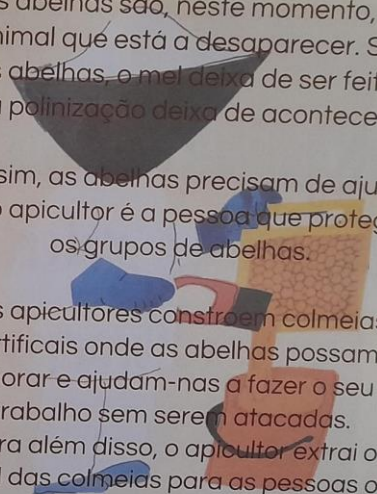 s abelhas são, neste momento,
nimal que está a desaparecer. S
s abelhas, o mel deixa de ser feit
a polinização deixa de acontece
sim, as abelhas precisam de aju
o apicultor é a pessoa que proteg
os grupos de abelhas.
s apicultores constroem colmeias
rtificais onde as abelhas possam
orar e ajudam-nas a fazer o seu
rabalho sem serem atacadas.
ra além disso, o apicultor extrai o
l das colmeias para as pessoas o